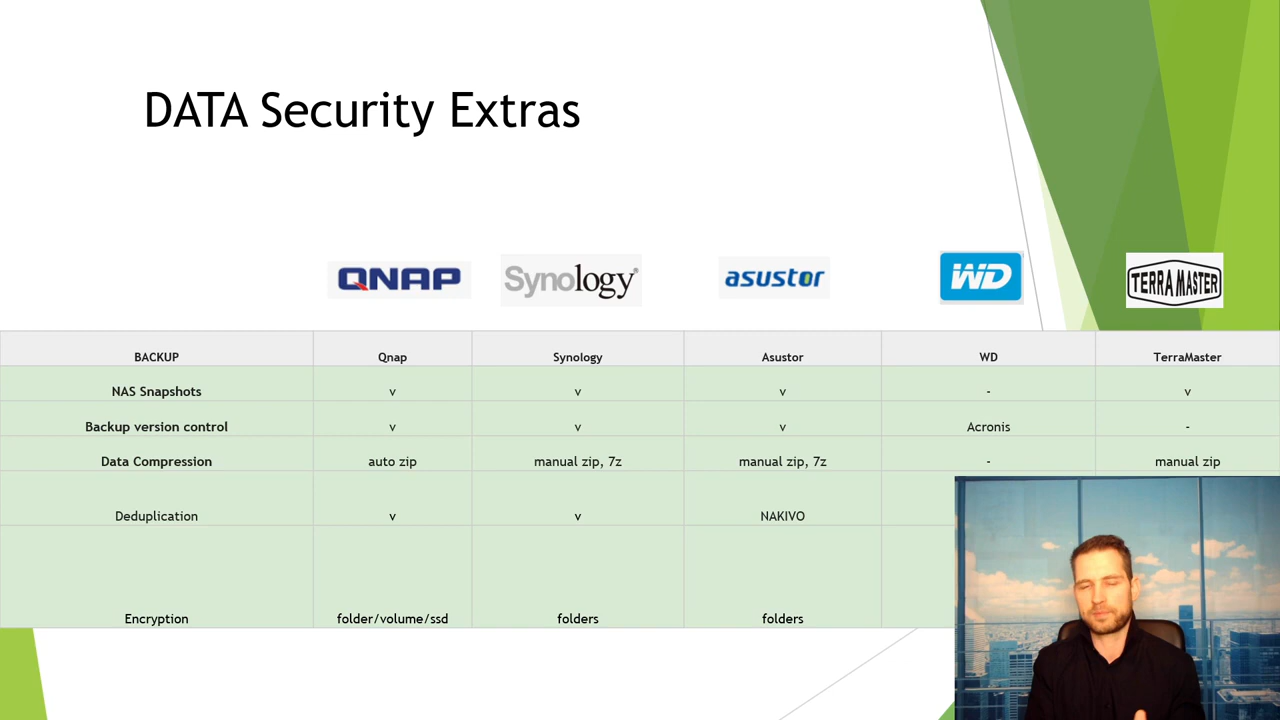 DATA Security Extras
QNAP Synology asustor WD TERRAMASTER
BACKUP Qnap Synology Asustor WD TerraMaster
NAS Snapshots v v v - v
Backup version control v v v Acronis -
Data Compression auto zip manual zip, 7z manual zip, 7z - manual zip
Deduplication v v NAKIVO
Encryption folder/volume/ssd folders folders